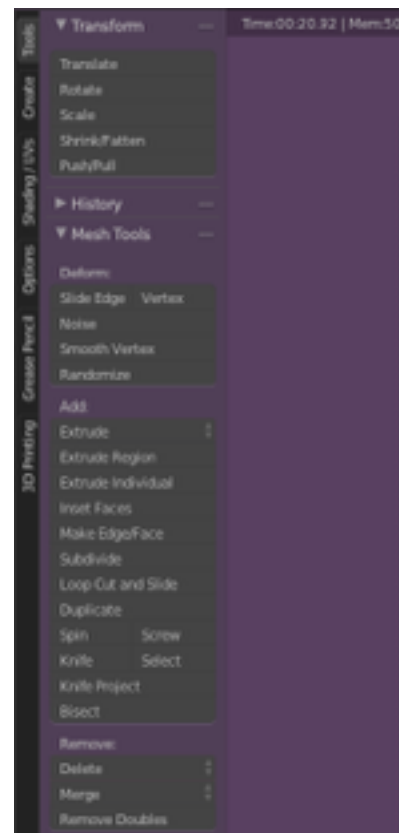 Tools
Create
Shading / UVs
Options
Grease Pencil
3D Printing
Transform
Translate
Rotate
Scale
Shrink/Fatten
Push/Pull
History
Mesh Tools
Deform:
Slide Edge Vertex
Noise
Smooth Vertex
Randomize
Add:
Extrude
Extrude Region
Extrude Individual
Inset Faces
Make Edge/Face
Subdivide
Loop Cut and Slide
Duplicate
Spin Screw
Knife Select
Knife Project
Bisect
Remove:
Delete
Merge
Remove Doubles
Time:00:20.92 | Mem:50